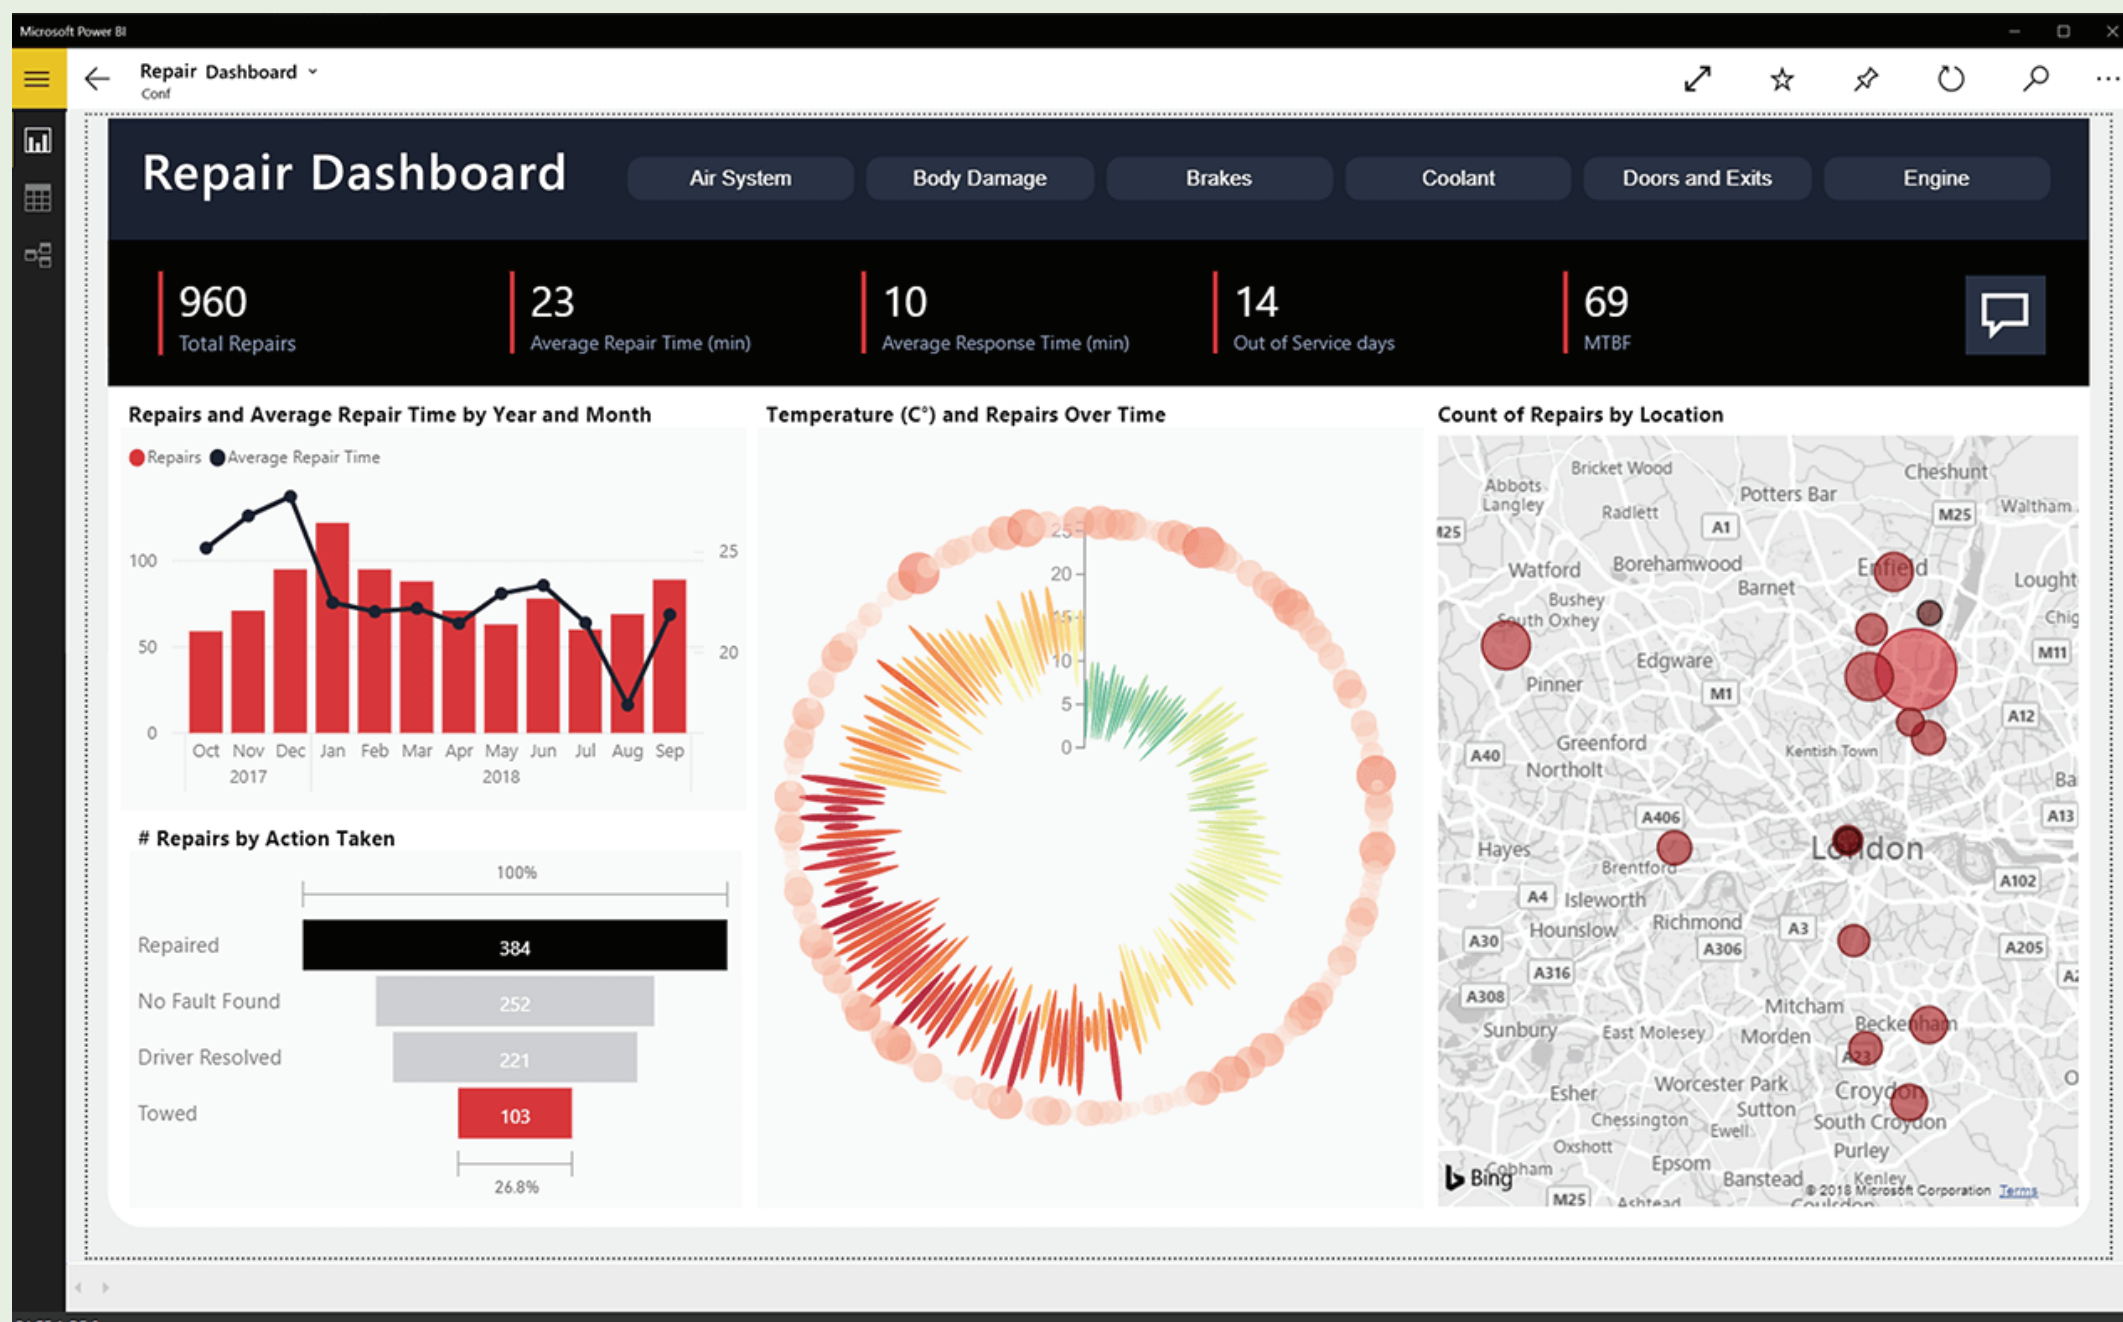 Microsoft Power BI
Repair Dashboard
Conf
Repair Dashboard
Air System
Body Damage
Brakes
Coolant
Doors and Exits
Engine
960
Total Repairs
23
Average Repair Time (min)
10
Average Response Time (min)
14
Out of Service days
69
MTBF
Repairs and Average Repair Time by Year and Month
Repairs Average Repair Time
100
50
0
25
20
Oct Nov Dec Jan Feb Mar Apr May Jun Jul Aug Sep
2017 2018
# Repairs by Action Taken
100%
Repaired 384
No Fault Found 252
Driver Resolved 221
Towed 103
26.8%
Temperature (C°) and Repairs Over Time
25
20
15
10
5
0
Count of Repairs by Location
Bricket Wood
Cheshunt
Abbots
Langley
Potters Bar
Radlett
Waltham
M25
A1
Watford
Borehamwood
Enfield
Barnet
Lought
Bushey
South Oxhey
Chig
Edgware
M11
Pinner
M1
A12
Greenford
Kentish Town
A40
Northolt
Ba
A406
A13
Hayes
London
Brentford
A102
A4
Isleworth
Richmond
A3
Hounslow
A30
A306
A205
A316
A308
Mitcham
Sunbury
East Molesey
Morden
Beckenham
A23
Esher
Worcester Park
Croydon
Sutton
Chessington
Ewell
South Croydon
Oxshott
Purley
Epsom
Cobham
Banstead
Kenley
Bing
© 2018 Microsoft Corporation Terms
M25
Ashtead
Coulsdon